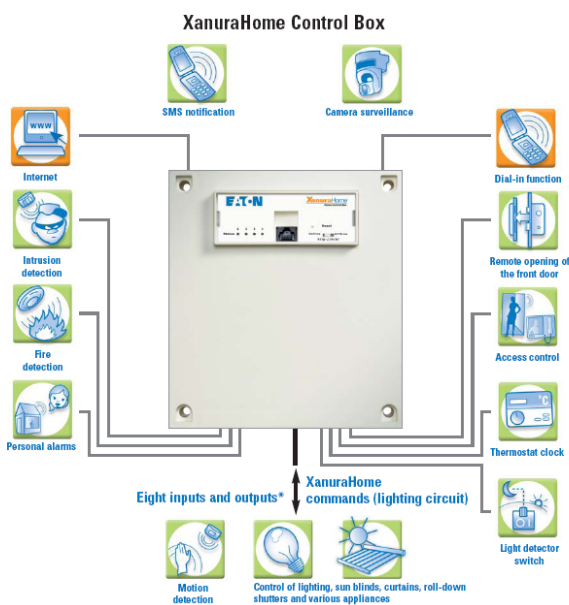 XanuraHome Control Box
SMS notification
Camera surveillance
www
Internet
Dial-in function
EATON
XanuraHome
Intrusion
detection
Remote opening of
the front door
Fire
detection
Access control
°C
Personal alarms
Thermostat clock
Eight inputs and outputs*
XanuraHome
commands (lighting circuit)
Light detector
switch
Motion
detection
Control of lighting, sun blinds, curtains, roll-down
shutters and various appliances